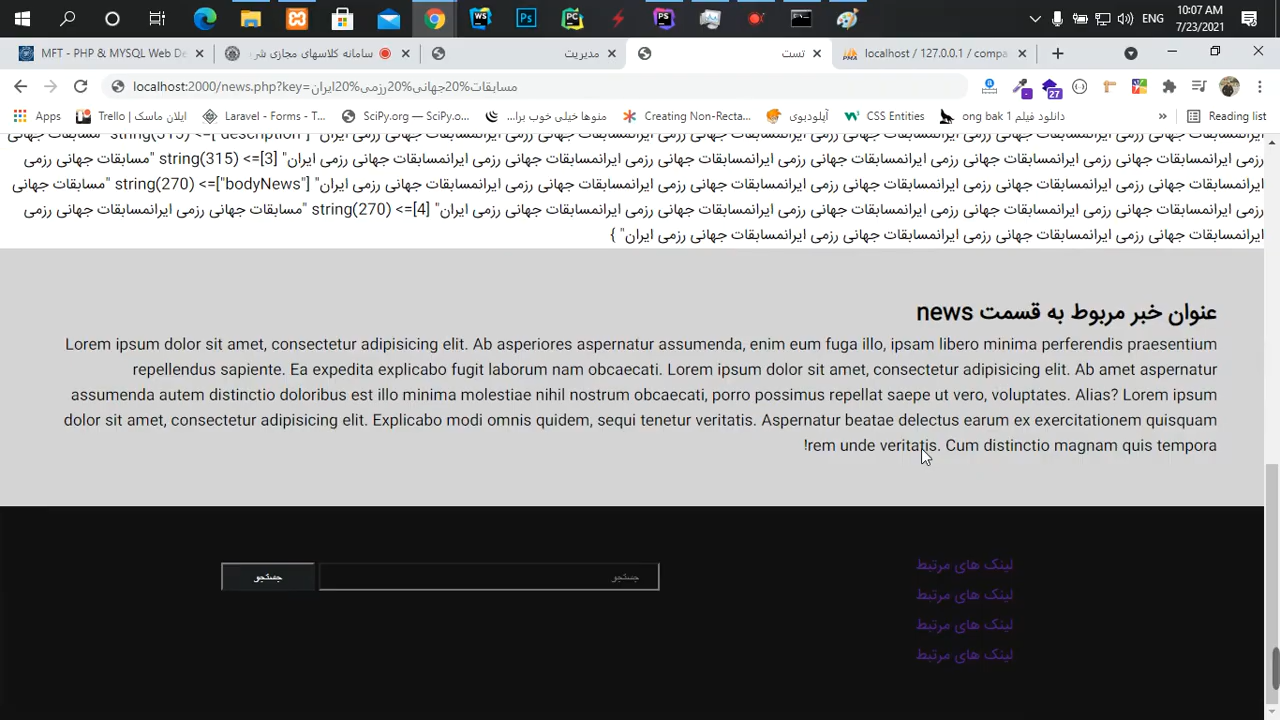 ENG
10:07 AM
7/23/2021
MFT - PHP & MYSQL Web De
سامانه کلاسهای مجازی شر
مدیریت
تست
localhost / 127.0.0.1 / compa
localhost:2000/news.php?key=مسابقات%20جهانی%20رزمی%20ایران
Apps
Trello | ایلان ماسک
Laravel - Forms - T...
SciPy.org — SciPy.o...
منوها خیلی خوب برا...
Creating Non-Recta...
آپلودبوی
CSS Entities
دانلود فیلم ong bak 1
»
Reading list
رزمی ایرانمسابقات جهانی رزمی ایرانمسابقات جهانی رزمی ایرانمسابقات جهانی رزمی ایرانمسابقات جهانی رزمی ایران" [3]=> string(315) "مسابقات جهانی رزمی
ایرانمسابقات جهانی رزمی ایرانمسابقات جهانی رزمی ایرانمسابقات جهانی رزمی ایرانمسابقات جهانی رزمی ایران" ["bodyNews"]=> string(270) "مسابقات جهانی
رزمی ایرانمسابقات جهانی رزمی ایرانمسابقات جهانی رزمی ایرانمسابقات جهانی رزمی ایران" [4]=> string(270) "مسابقات جهانی رزمی ایرانمسابقات جهانی رزمی
ایرانمسابقات جهانی رزمی ایرانمسابقات جهانی رزمی ایرانمسابقات جهانی رزمی ایران" }
عنوان خبر مربوط به قسمت news
Lorem ipsum dolor sit amet, consectetur adipisicing elit. Ab asperiores aspernatur assumenda, enim eum fuga illo, ipsam libero minima perferendis praesentium
repellendus sapiente. Ea expedita explicabo fugit laborum nam obcaecati. Lorem ipsum dolor sit amet, consectetur adipisicing elit. Ab amet aspernatur
assumenda autem distinctio doloribus est illo minima molestiae nihil nostrum obcaecati, porro possimus repellat saepe ut vero, voluptates. Alias? Lorem ipsum
dolor sit amet, consectetur adipisicing elit. Explicabo modi omnis quidem, sequi tenetur veritatis. Aspernatur beatae delectus earum ex exercitationem quisquam
!rem unde veritatis. Cum distinctio magnam quis tempora
لینک های مرتبط
لینک های مرتبط
لینک های مرتبط
لینک های مرتبط
جستجو
جستجو